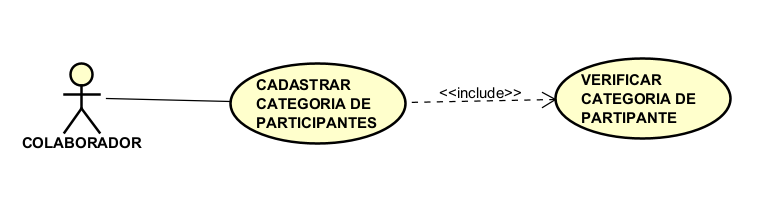 COLABORADOR
CADASTRAR
CATEGORIA DE
PARTICIPANTES
<<include>>
VERIFICAR
CATEGORIA DE
PARTIPANTE